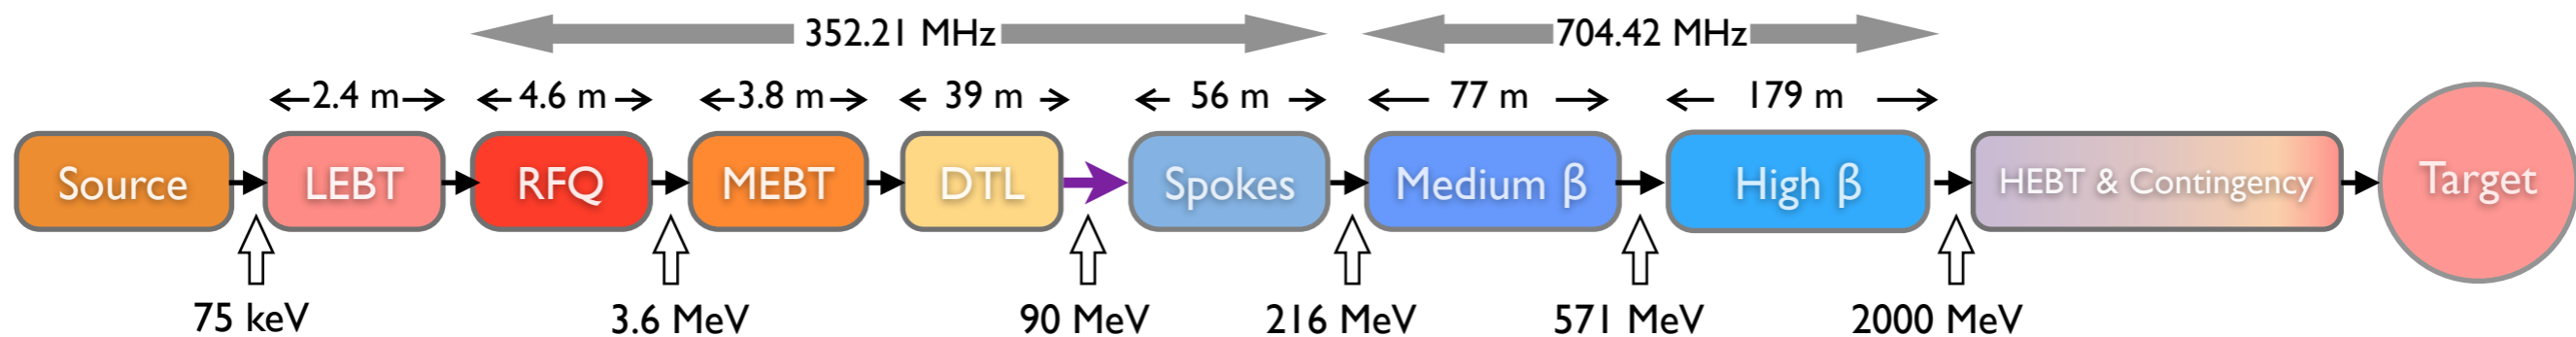 352.21 MHz 704.42 MHz
2.4 m 4.6 m 3.8 m 39 m 56 m 77 m 179 m
Source LEBT RFQ MEBT DTL Spokes Medium β High β HEBT & Contingency Target
75 keV 3.6 MeV 90 MeV 216 MeV 571 MeV 2000 MeV